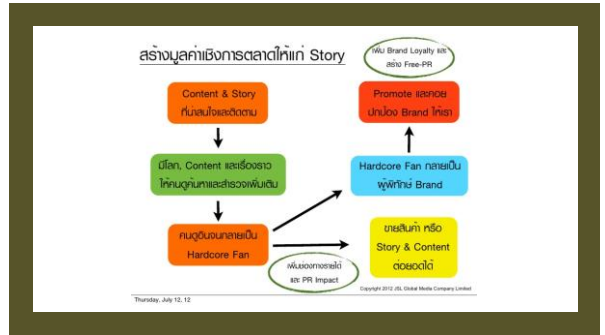 สร้างมูลค่าเชิงการตลาดให้แก่ Story
เพิ่ม Brand Loyalty และ
สร้าง Free-PR
Content & Story
ที่น่าสนใจและติดตาม
Promote และคอย
ปกป้อง Brand ให้เรา
มีโลก, Content และเรื่องราว
ให้คนดูค้นหาและสำรวจเพิ่มเติม
Hardcore Fan กลายเป็น
ผู้พิทักษ์ Brand
คนดูอินจนกลายเป็น
Hardcore Fan
ขายสินค้า หรือ
Story & Content
ต่อยอดได้
เพิ่มช่องทางรายได้
และ PR Impact
Copyright 2012 JSL Global Media Company Limited
Thursday, July 12, 12